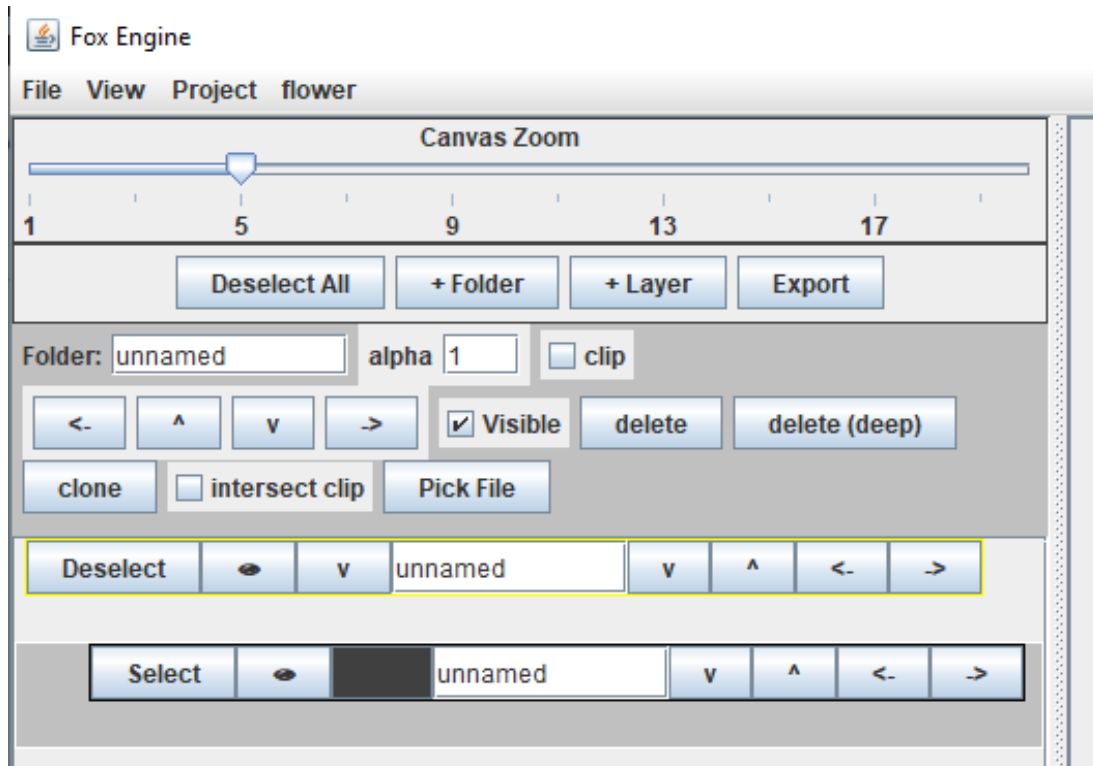 Fox Engine
File View Project flower
Canvas Zoom
1 5 9 13 17
Deselect All + Folder + Layer Export
Folder: unnamed alpha 1 clip
<- ^ v -> Visible delete delete (deep)
clone intersect clip Pick File
Deselect v unnamed v ^ <- ->
Select unnamed v ^ <- ->